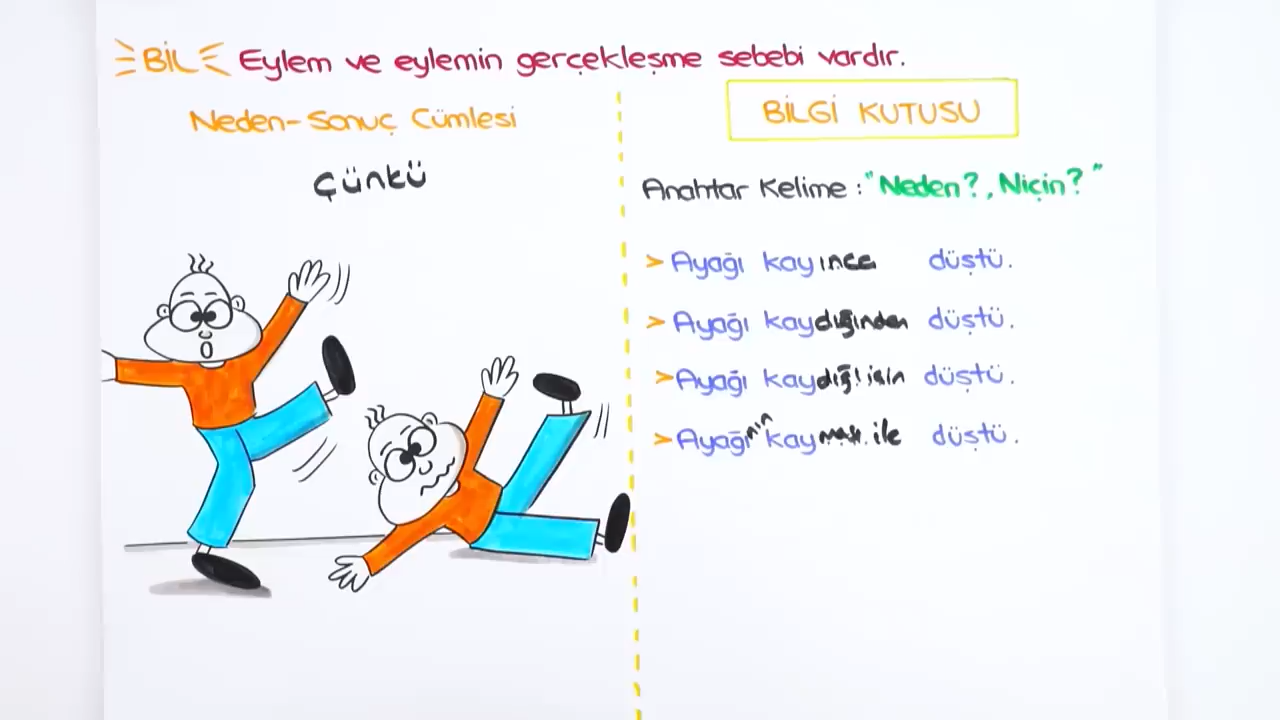 BİL Eylem ve eylemin gerçekleşme sebebi vardır.
Neden-Sonuç Cümlesi
Çünkü
BİLGİ KUTUSU
Anahtar Kelime : "Neden?, Niçin?"
> Ayağı kayınca düştü.
> Ayağı kaydığından düştü.
> Ayağı kaydığı için düştü.
> Ayağının kayması ile düştü.